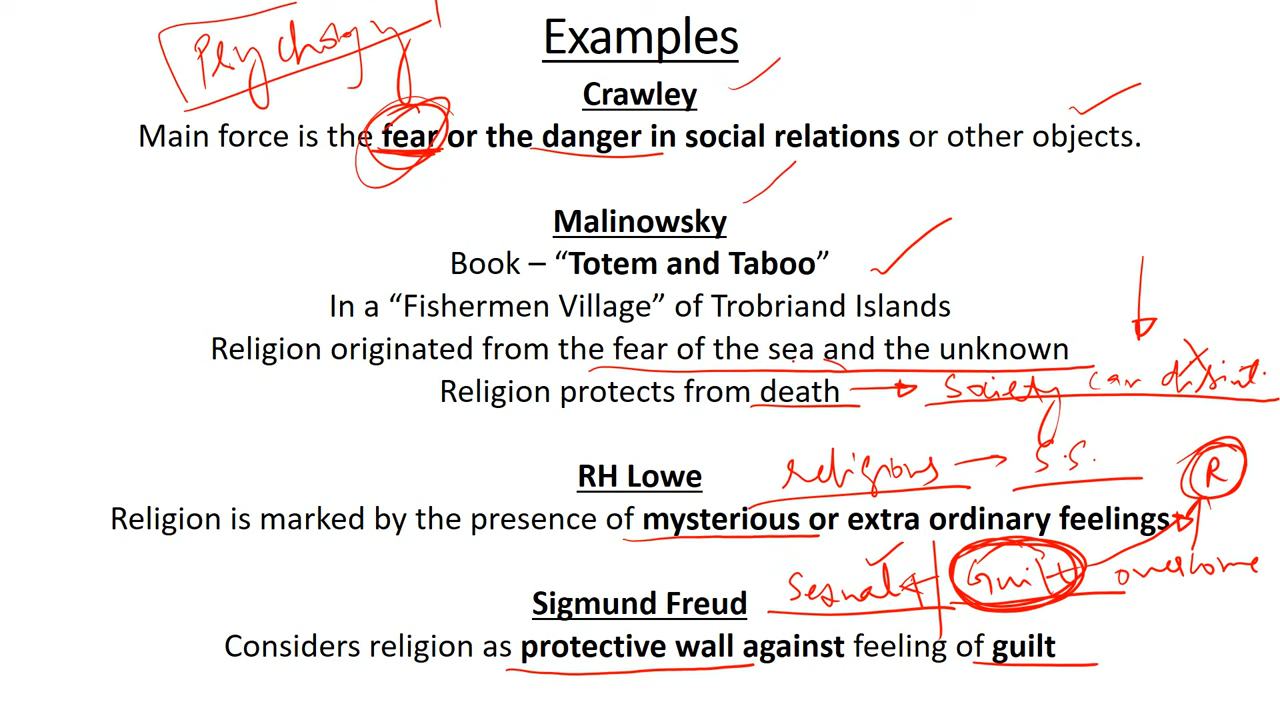 Psychology
Examples
Crawley
Main force is the fear or the danger in social relations or other objects.
Malinowsky
Book – “Totem and Taboo”
In a “Fishermen Village” of Trobriand Islands
Religion originated from the fear of the sea and the unknown
Religion protects from death → Society can
religions → S.S.
RH Lowe
R
Religion is marked by the presence of mysterious or extra ordinary feelings
Sexual Guilt overcome
Sigmund Freud
Considers religion as protective wall against feeling of guilt